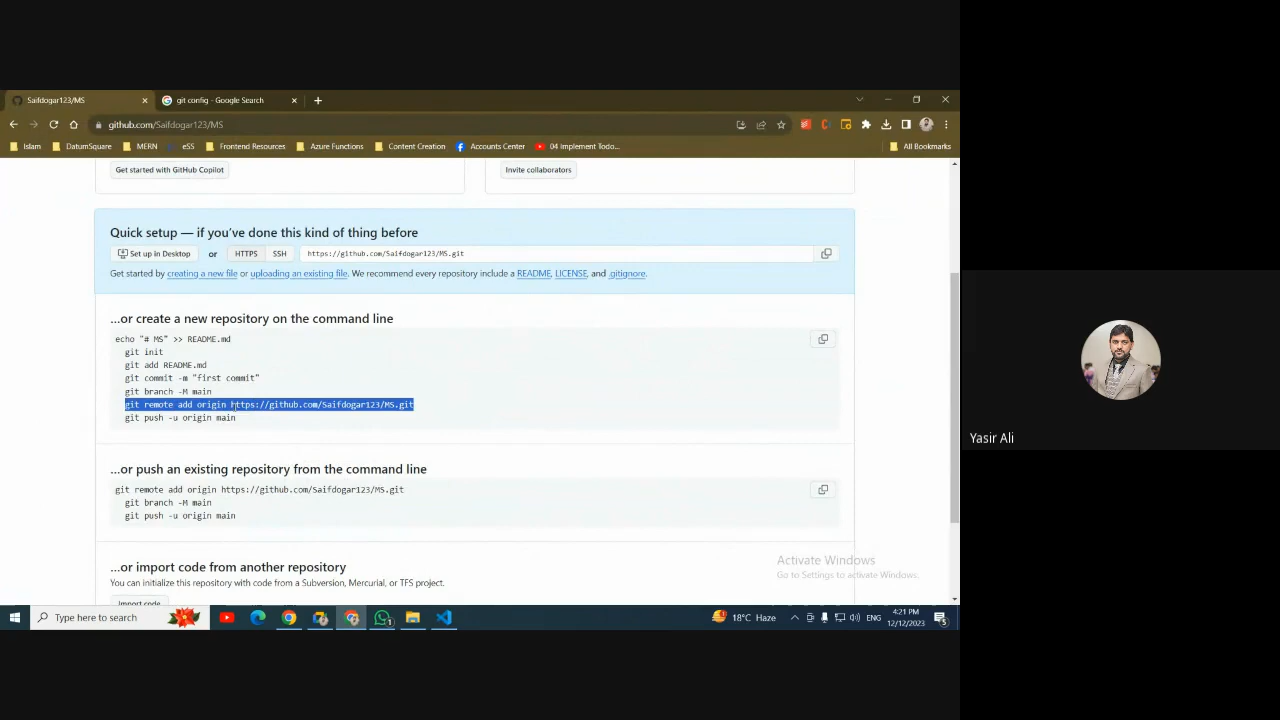 Saifdogar123/MS
git config - Google Search
github.com/Saifdogar123/MS
Islam
DatumSquare
MERN
eSS
Frontend Resources
Azure Functions
Content Creation
Accounts Center
04 Implement Todo...
All Bookmarks
Get started with GitHub Copilot
Invite collaborators
Quick setup — if you've done this kind of thing before
Set up in Desktop
or
HTTPS
SSH
https://github.com/Saifdogar123/MS.git
Get started by creating a new file or uploading an existing file. We recommend every repository include a README, LICENSE, and .gitignore.
...or create a new repository on the command line
echo "# MS" >> README.md
git init
git add README.md
git commit -m "first commit"
git branch -M main
git remote add origin https://github.com/Saifdogar123/MS.git
git push -u origin main
...or push an existing repository from the command line
git remote add origin https://github.com/Saifdogar123/MS.git
git branch -M main
git push -u origin main
...or import code from another repository
You can initialize this repository with code from a Subversion, Mercurial, or TFS project.
Import code
Activate Windows
Go to Settings to activate Windows.
Type here to search
18°C Haze
ENG
4:21 PM
12/12/2023
Yasir Ali